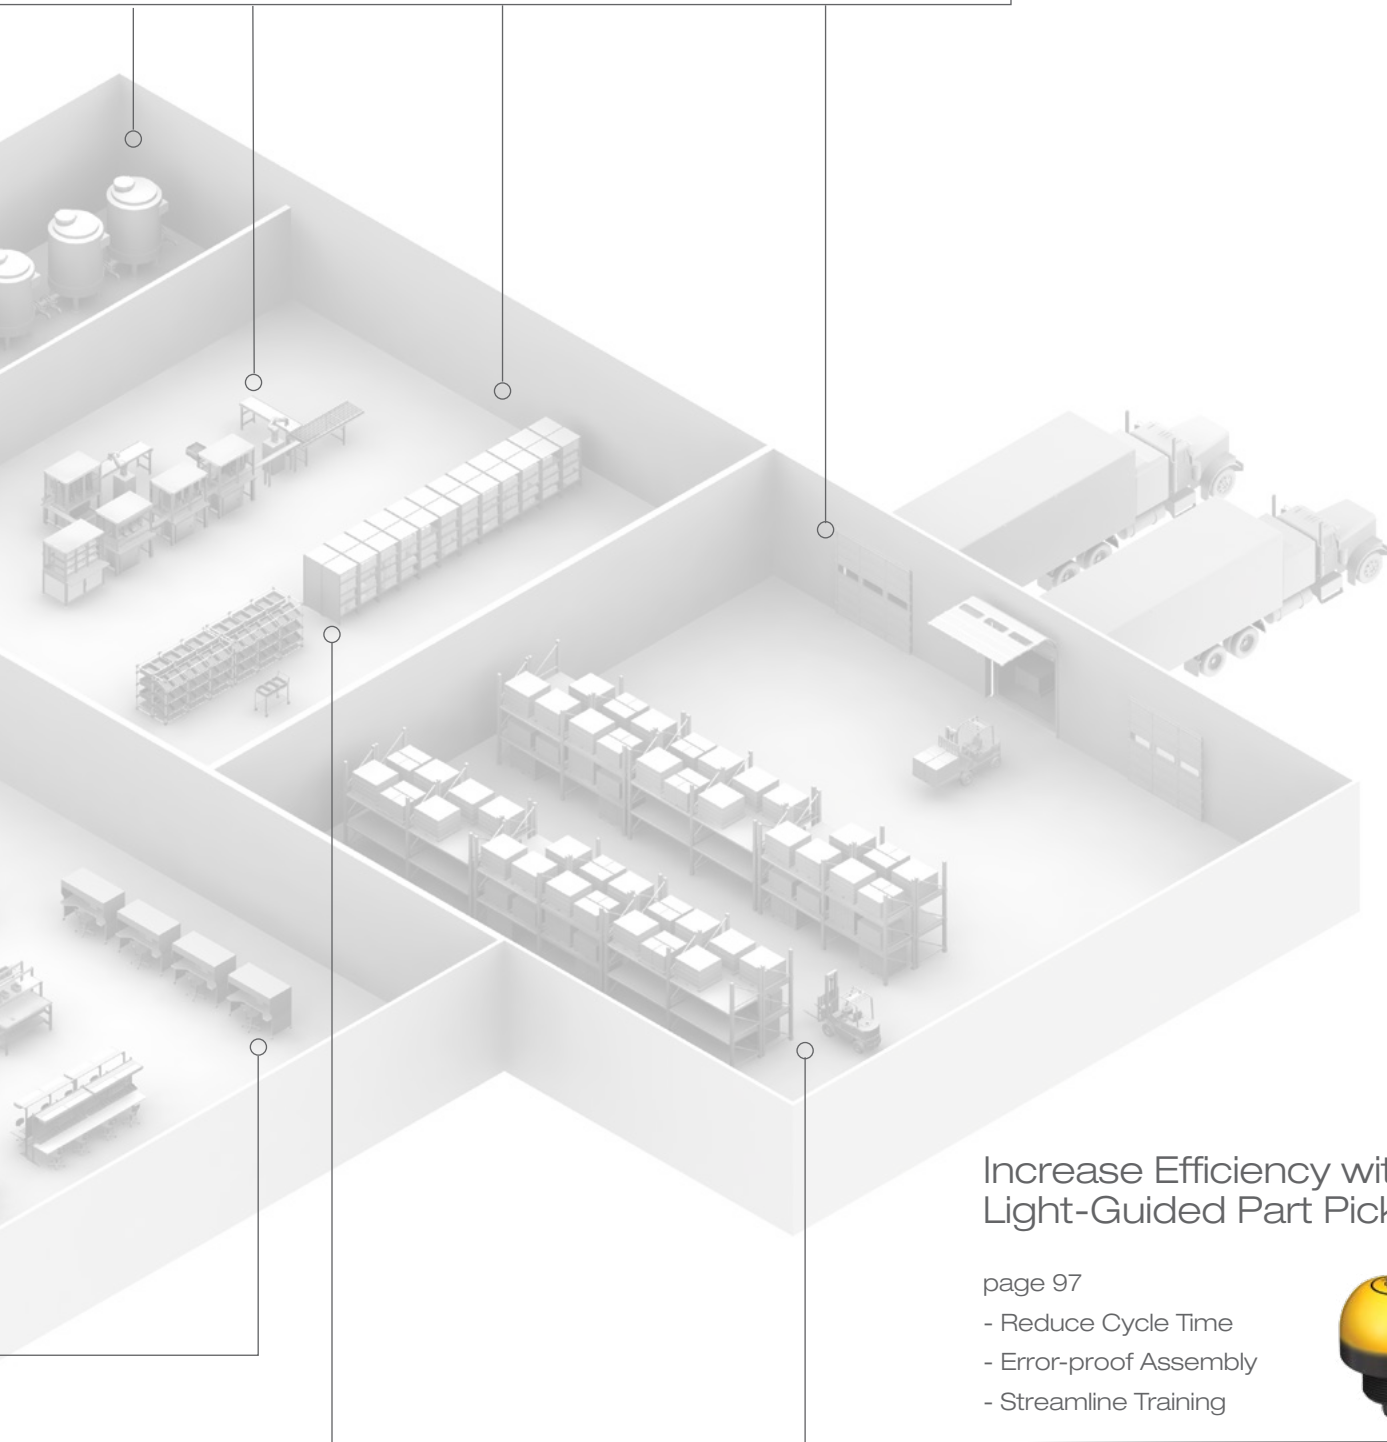 Increase Efficiency wit
Light-Guided Part Pick
page 97
- Reduce Cycle Time
- Error-proof Assembly
- Streamline Training